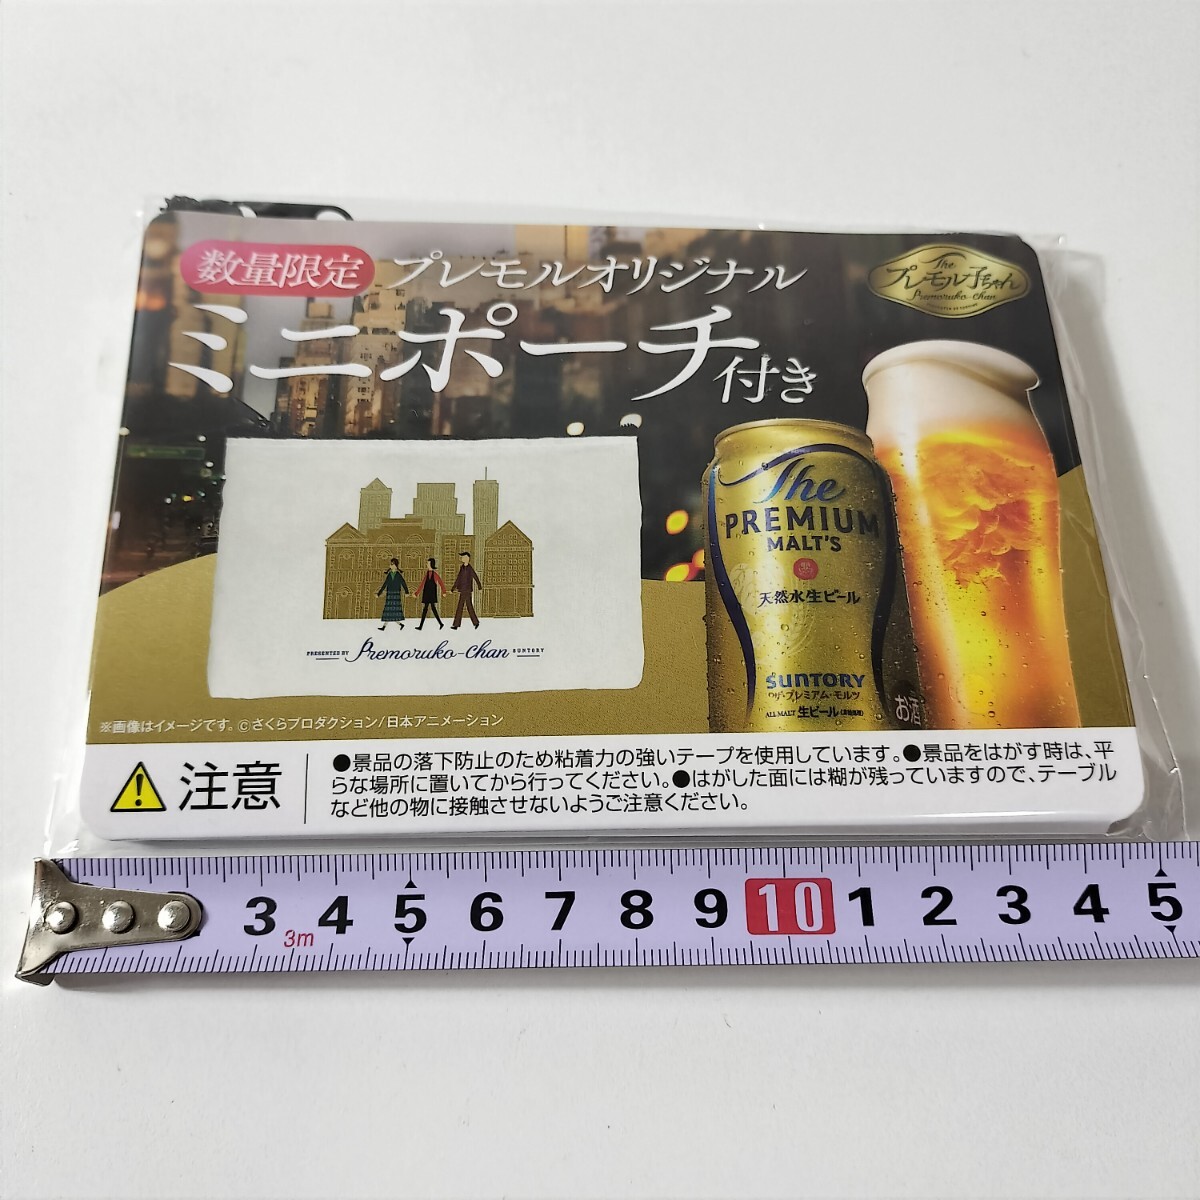 数量限定 プレモルオリジナル
ミニポーチ付き
The
プレモル子ちゃん
Premoruko-chan
The
PREMIUM
MALT'S
天然水生ビール
SUNTORY
ザ・プレミアム・モルツ
ALL MALT 生ビール
お酒
PRESENTED BY Premoruko-chan SUNTORY
※画像はイメージです。©さくらプロダクション/日本アニメーション
注意
●景品の落下防止のため粘着力の強いテープを使用しています。●景品をはがす時は、平
らな場所に置いてから行ってください。●はがした面には糊が残っていますので、テーブル
など他の物に接触させないようご注意ください。
3 4 5 6 7 8 9 10 1 2 3 4 5
3m